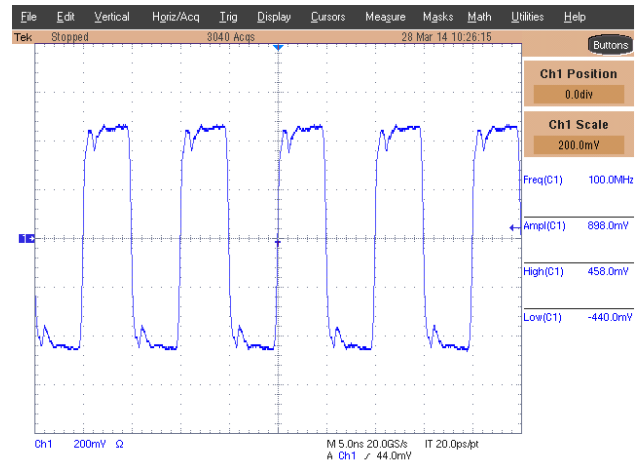 File Edit Vertical Horiz/Acq Trig Display Cursors Measure Masks Math Utilities Help
Tek Stopped 3040 Acqs 28 Mar 14 10:26:15
Buttons
Ch1 Position
0.0div
Ch1 Scale
200.0mV
Freq(C1) 100.0MHz
Ampl(C1) 898.0mV
1
High(C1) 458.0mV
Low(C1) -440.0mV
Ch1 200mV Ω M 5.0ns 20.0GS/s IT 20.0ps/pt
A Ch1 ∕ 44.0mV